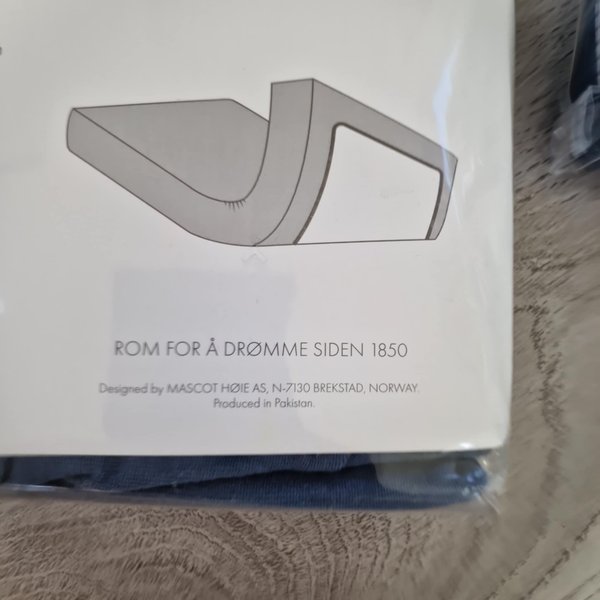 ROM FOR Å DRØMME SIDEN 1850
Designed by MASCOT HØIE AS, N-7130 BREKSTAD, NORWAY.
Produced in Pakistan.